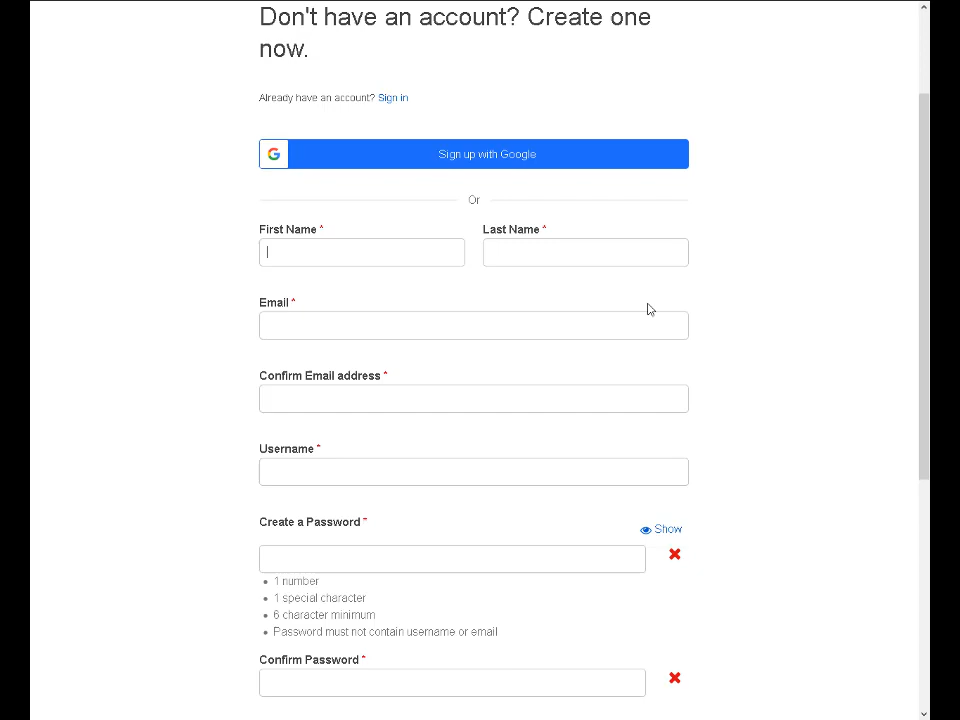 Don't have an account? Create one
now.
Already have an account? Sign in
Sign up with Google
Or
First Name *
Last Name *
Email *
Confirm Email address *
Username *
Create a Password *
Show
1 number
1 special character
6 character minimum
Password must not contain username or email
Confirm Password *